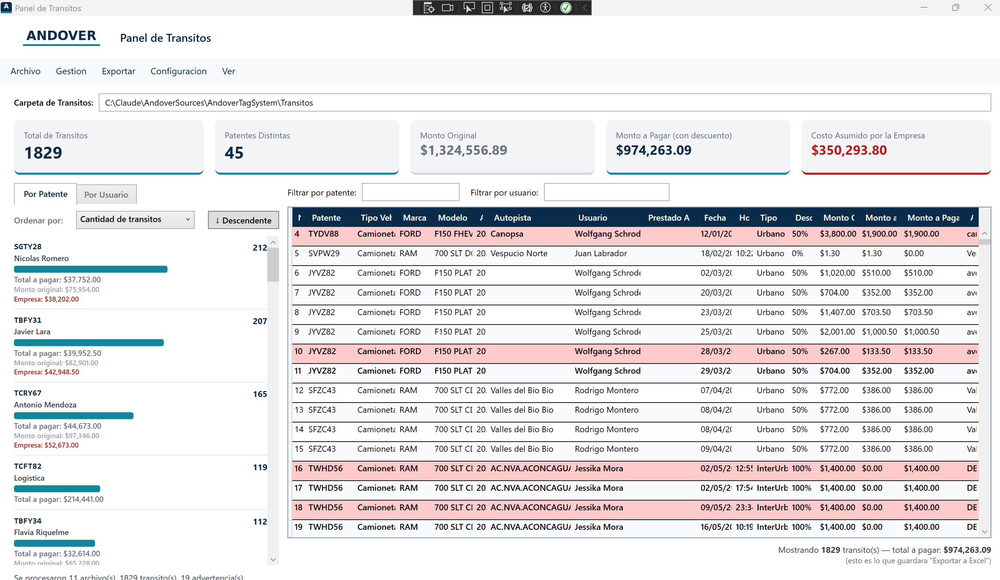 Panel de Transitos
ANDOVER
Panel de Transitos
Archivo Gestion Exportar Configuracion Ver
Carpeta de Transitos: C:\Claude\AndoverSources\AndoverTagSystem\Transitos
Total de Transitos
1829
Patentes Distintas
45
Monto Original
$1,324,556.89
Monto a Pagar (con descuento)
$974,263.09
Costo Asumido por la Empresa
$350,293.80
Por Patente Por Usuario
Ordenar por: Cantidad de transitos ↓ Descendente
SGTY28 212
Nicolas Romero
Total a pagar: $37,752.00
Monto original: $75,954.00
Empresa: $38,202.00
TBFY31 207
Javier Lara
Total a pagar: $39,952.50
Monto original: $82,901.00
Empresa: $42,948.50
TCRY67 165
Antonio Mendoza
Total a pagar: $44,673.00
Monto original: $97,346.00
Empresa: $52,673.00
TCFT82 119
Logistica
Total a pagar: $214,441.00
TBFY34 112
Flavia Riquelme
Total a pagar: $32,614.00
Monto original: $65,228.00
Filtrar por patente: Filtrar por usuario:
Patente Tipo Veh Marca Modelo Autopista Usuario Prestado A Fecha Ho Tipo Desc Monto Monto a Monto a Paga
4 TYDV88 Camioneta FORD F150 FHEV 20 Canopsa Wolfgang Schrod 12/01/20 Urbano 50% $3,800.00 $1,900.00 $1,900.00 ca
5 SVPW29 Camioneta RAM 700 SLT D 20 Vespucio Norte Juan Labrador 18/02/20 10:22 Urbano 0% $1.30 $1.30 $0.00 Ve
6 JYVZ82 Camioneta FORD F150 PLAT 20 Wolfgang Schrode 02/03/20 Urbano 50% $1,020.00 $510.00 $510.00 av
7 JYVZ82 Camioneta FORD F150 PLAT 20 Wolfgang Schrode 20/03/20 Urbano 50% $704.00 $352.00 $352.00 av
8 JYVZ82 Camioneta FORD F150 PLAT 20 Wolfgang Schrode 23/03/20 Urbano 50% $1,407.00 $703.50 $703.50 av
9 JYVZ82 Camioneta FORD F150 PLAT 20 Wolfgang Schrode 25/03/20 Urbano 50% $2,001.00 $1,000.50 $1,000.50 av
10 JYVZ82 Camioneta FORD F150 PLAT 20 Wolfgang Schrod 28/03/2 Urbano 50% $267.00 $133.50 $133.50 av
11 JYVZ82 Camioneta FORD F150 PLAT 20 Wolfgang Schrod 29/03/2 Urbano 50% $704.00 $352.00 $352.00 av
12 SFZC43 Camioneta RAM 700 SLT CD 20 Valles del Bio Bio Rodrigo Montero 07/04/20 Urbano 50% $772.00 $386.00 $386.00 Val
13 SFZC43 Camioneta RAM 700 SLT CD 20 Valles del Bio Bio Rodrigo Montero 08/04/20 Urbano 50% $772.00 $386.00 $386.00 Val
14 SFZC43 Camioneta RAM 700 SLT CD 20 Valles del Bio Bio Rodrigo Montero 08/04/20 Urbano 50% $772.00 $386.00 $386.00 Val
15 SFZC43 Camioneta RAM 700 SLT CD 20 Valles del Bio Bio Rodrigo Montero 09/04/20 Urbano 50% $772.00 $386.00 $386.00 Val
16 TWHD56 Camioneta RAM 700 SLT C 20 AC.NVA.ACONCAGUA Jessika Mora 02/05/2 12:55 InterUrb 100% $1,400.00 $0.00 $1,400.00 DE
17 TWHD56 Camioneta RAM 700 SLT C 20 AC.NVA.ACONCAGUA Jessika Mora 02/05/2 17:54 InterUrb 100% $1,400.00 $0.00 $1,400.00 DE
18 TWHD56 Camioneta RAM 700 SLT C 20 AC.NVA.ACONCAGUA Jessika Mora 09/05/2 23:3 InterUrb 100% $1,400.00 $0.00 $1,400.00 DE
19 TWHD56 Camioneta RAM 700 SLT C 20 AC.NVA.ACONCAGUA Jessika Mora 16/05/20 10:19 InterUrb 100% $1,400.00 $0.00 $1,400.00 DE
Mostrando 1829 transito(s) — total a pagar: $974,263.09
(esto es lo que guardara "Exportar a Excel")
Se procesaron 11 archivo(s), 1829 transito(s), 19 advertencia(s)